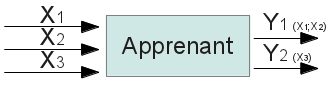 X1
X2
X3
Apprenant
Y1 (X1;X2)
Y2 (X3)